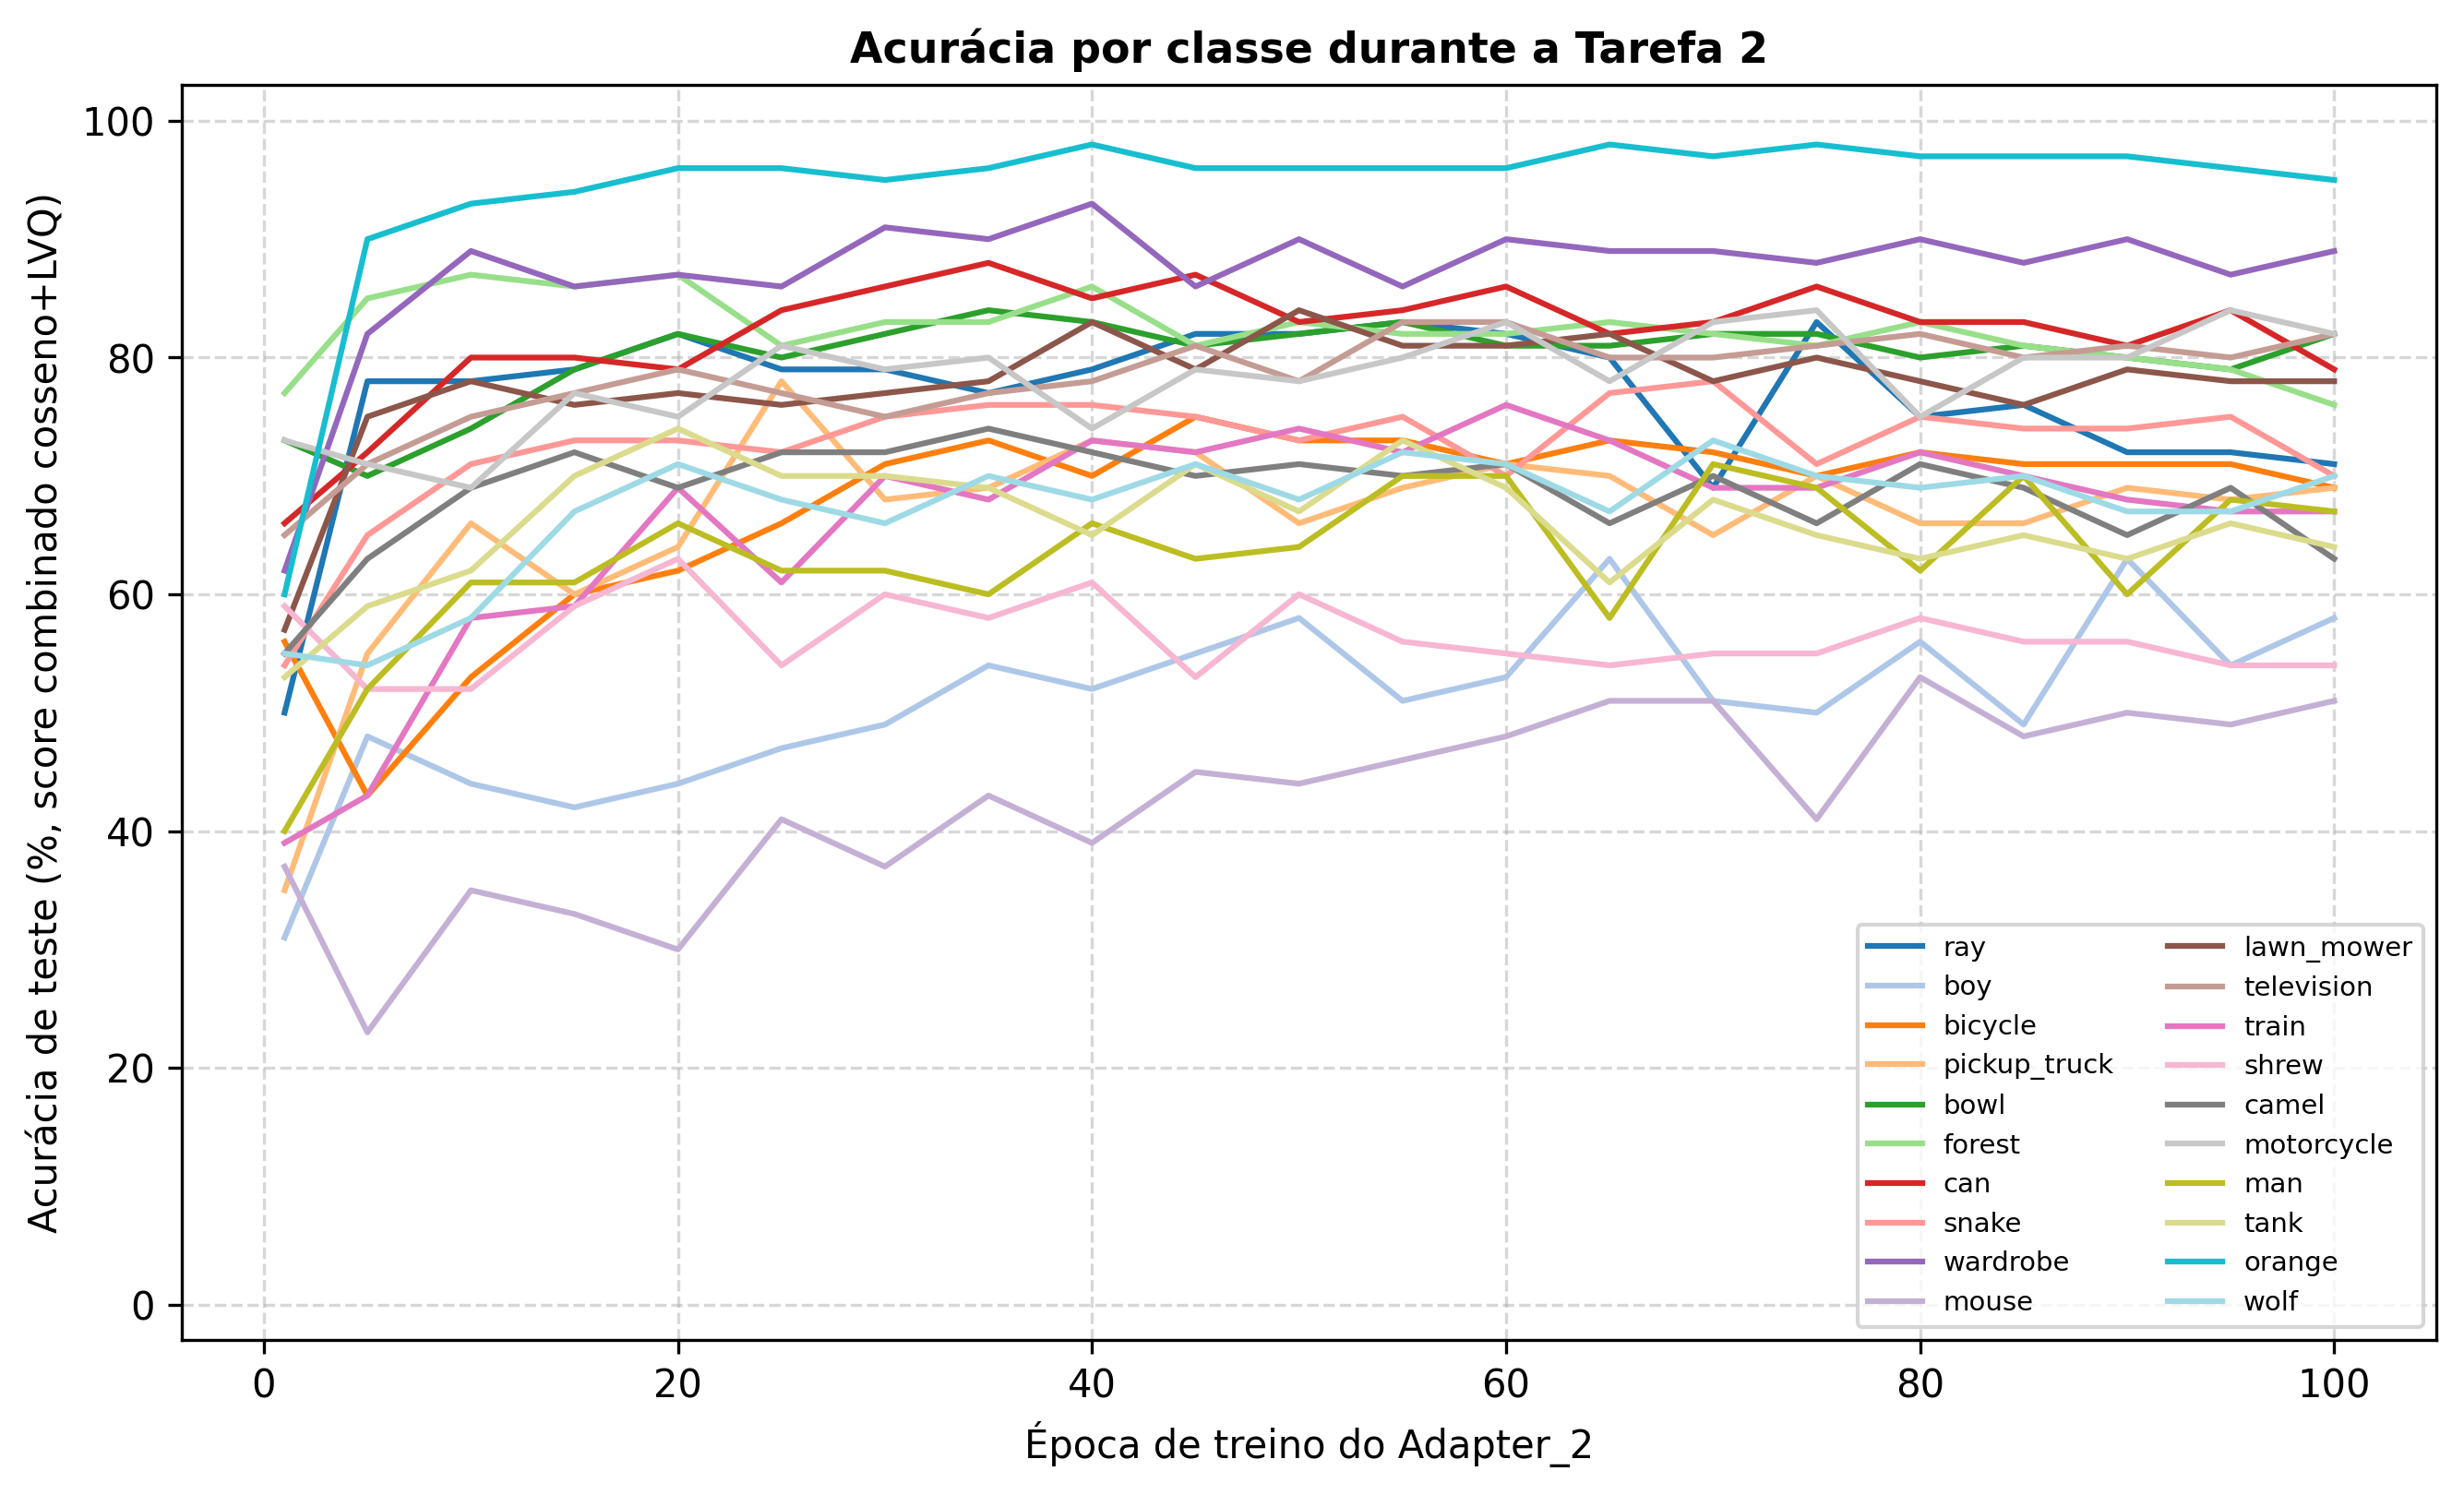 Acurácia por classe durante a Tarefa 2
Acurácia de teste (%, score combinado cosseno+LVQ)
100
80
60
40
20
0
0
20
40
60
80
100
Época de treino do Adapter_2
ray
boy
bicycle
pickup_truck
bowl
forest
can
snake
wardrobe
mouse
lawn_mower
television
train
shrew
camel
motorcycle
man
tank
orange
wolf